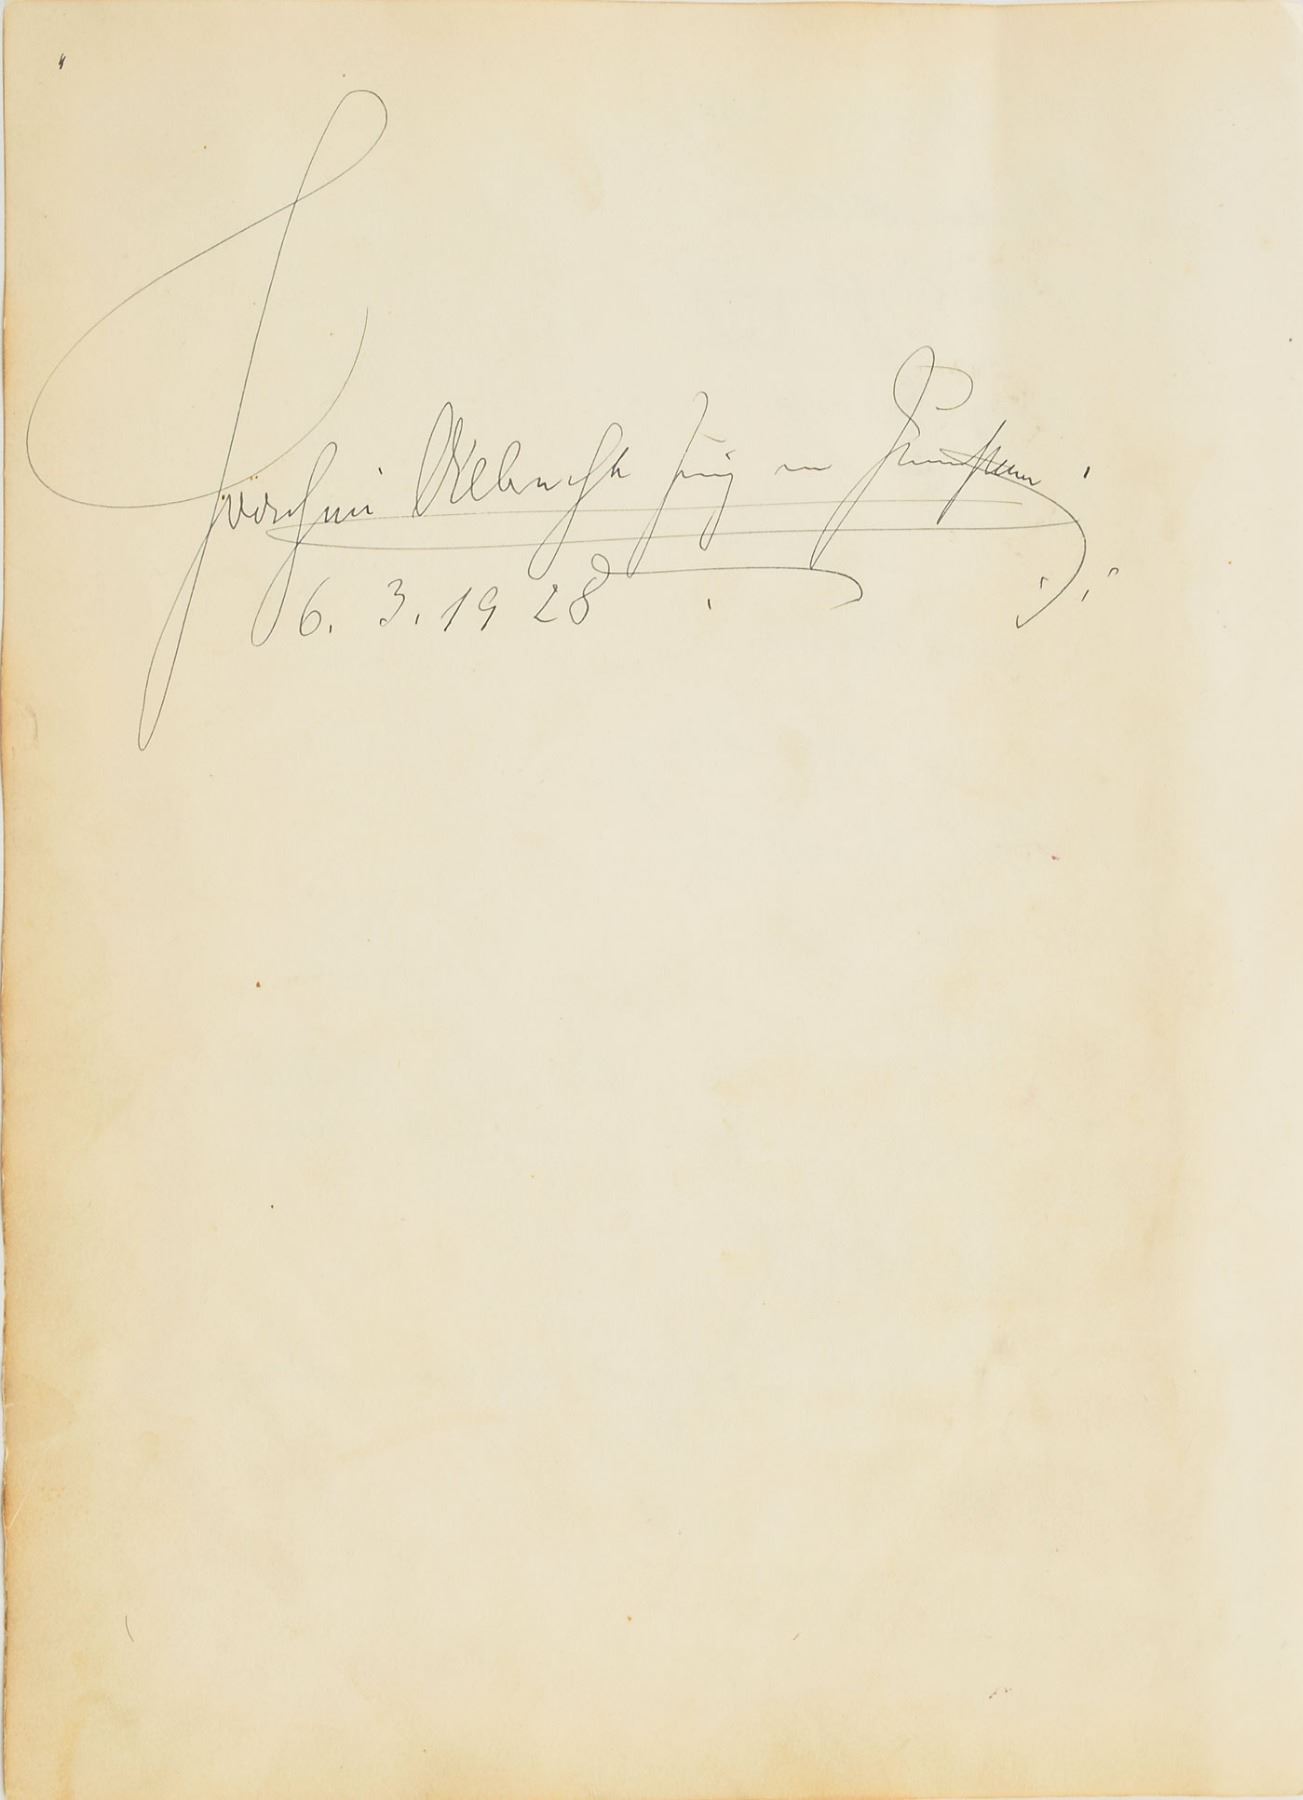 Joachim Albrecht Prinz von Preussen
6. 3. 1928